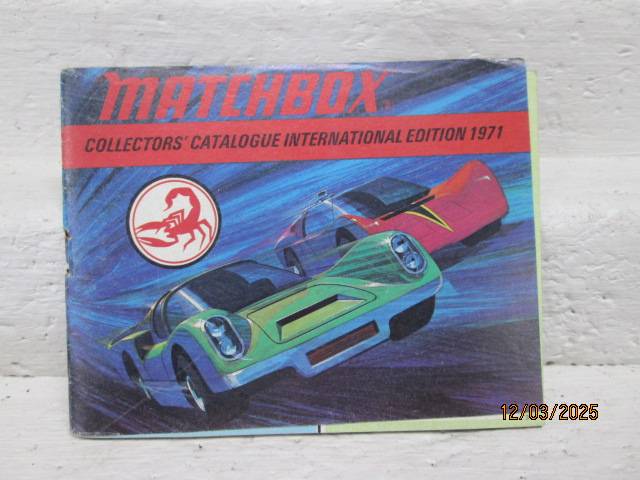 MATCHBOX
COLLECTORS' CATALOGUE INTERNATIONAL EDITION 1971
12/03/2025